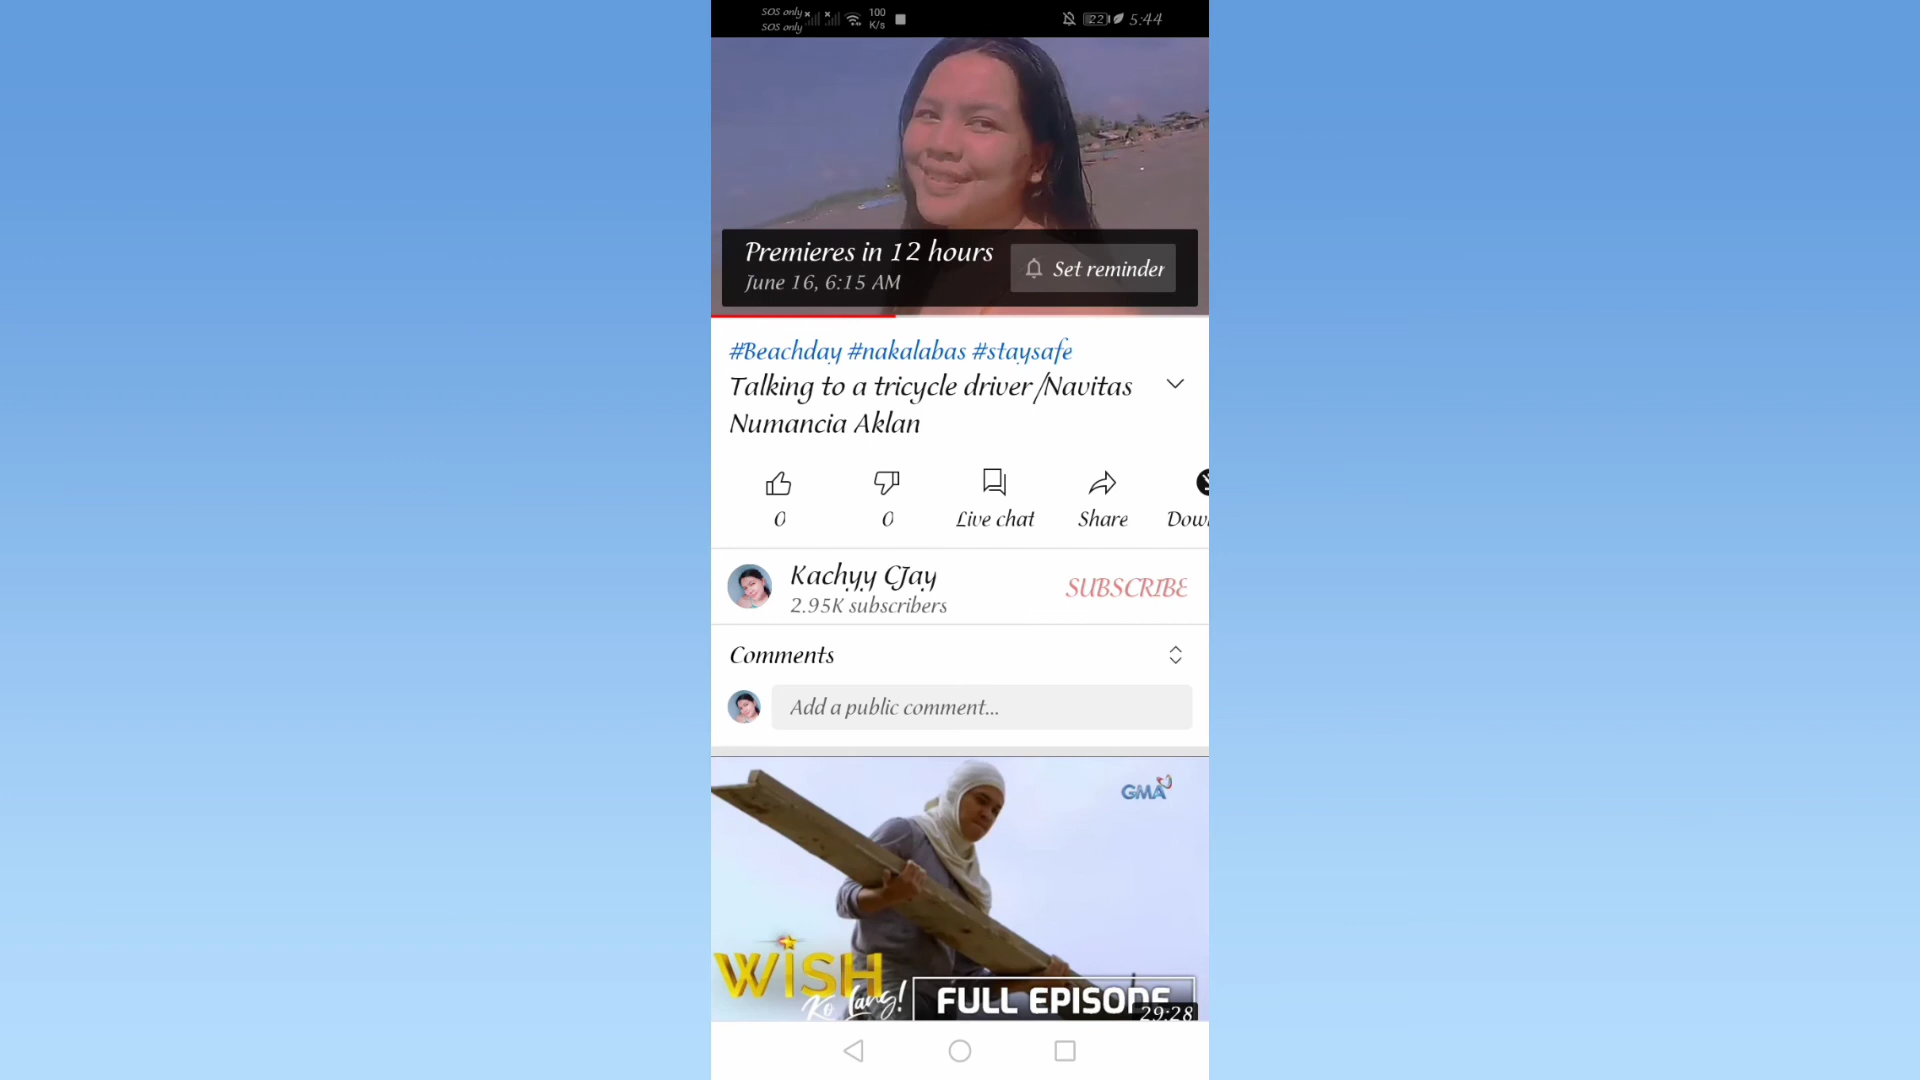 SOS only
SOS only
100
K/s
22
5:44
Premieres in 12 hours
June 16, 6:15 AM
Set reminder
#Beachday #nakalabas #staysafe
Talking to a tricycle driver/Navitas
Numancia Aklan
0
0
Live chat
Share
Dow
Kachyy CJay
2.95K subscribers
SUBSCRIBE
Comments
Add a public comment...
GMA
WiSH
Ko Lang!
FULL EPISODE
29:28